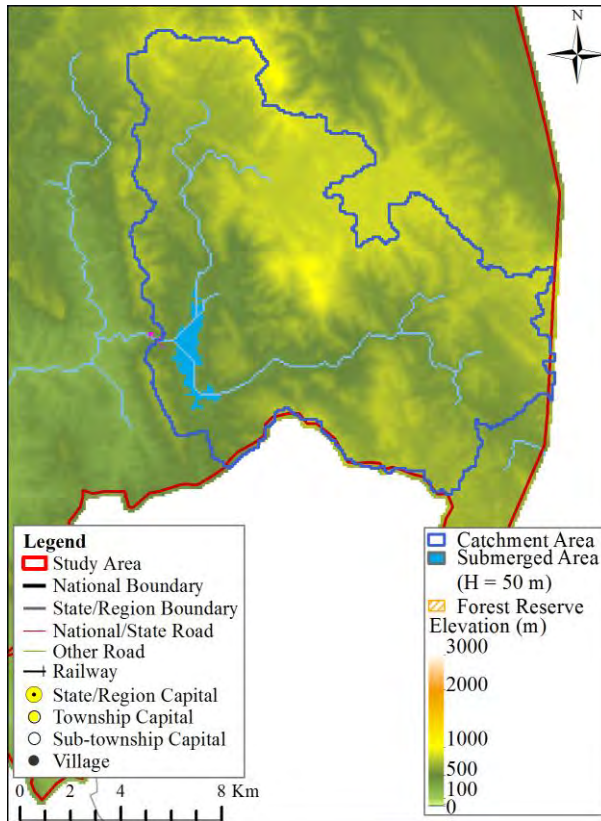 N
Legend
Study Area
National Boundary
State/Region Boundary
National/State Road
Other Road
Railway
State/Region Capital
Township Capital
Sub-township Capital
Village
0 2 4 8 Km
Catchment Area
Submerged Area
(H = 50 m)
Forest Reserve
Elevation (m)
3000
2000
1000
500
100
0